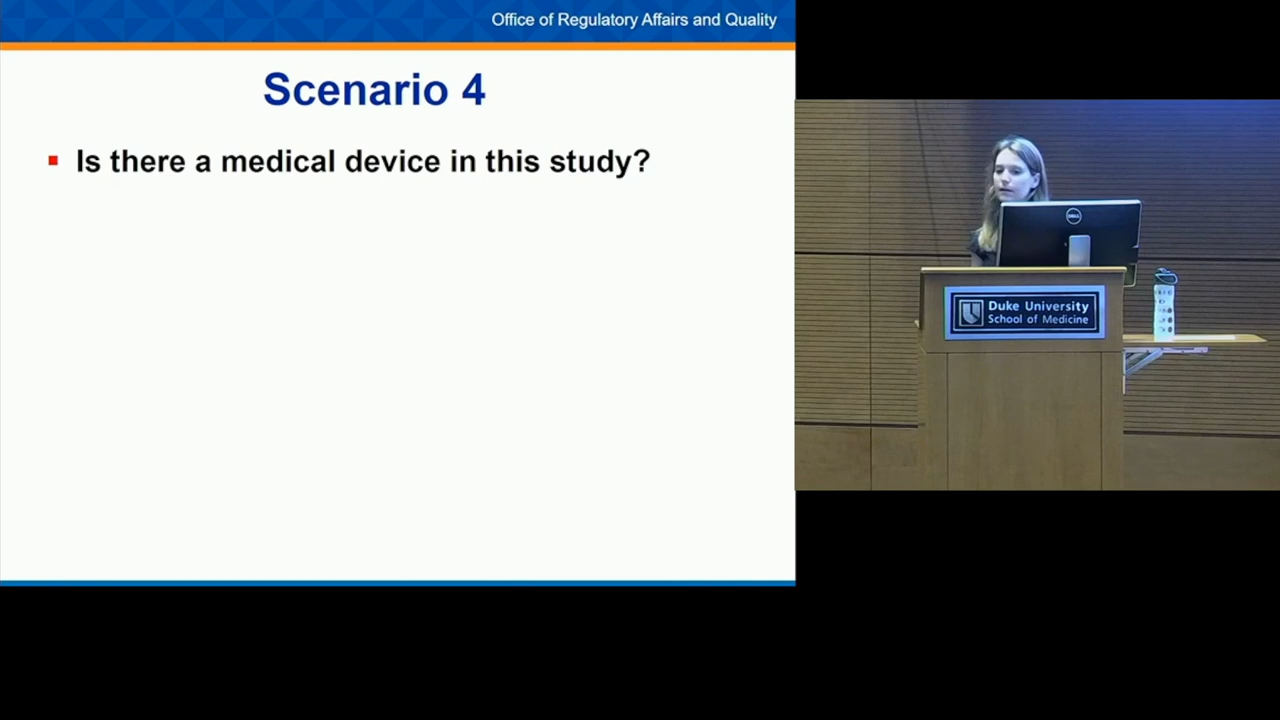 Office of Regulatory Affairs and Quality
Scenario 4
Is there a medical device in this study?
DELL
Duke University
School of Medicine